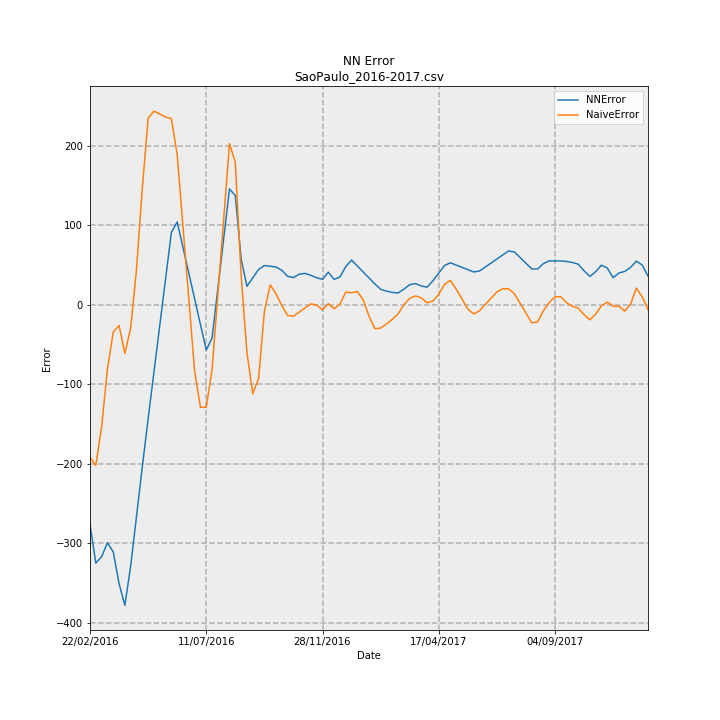 NN Error
SaoPaulo_2016-2017.csv
NNError
NaiveError
200
100
0
−100
−200
−300
−400
Error
22/02/2016
11/07/2016
28/11/2016
17/04/2017
04/09/2017
Date